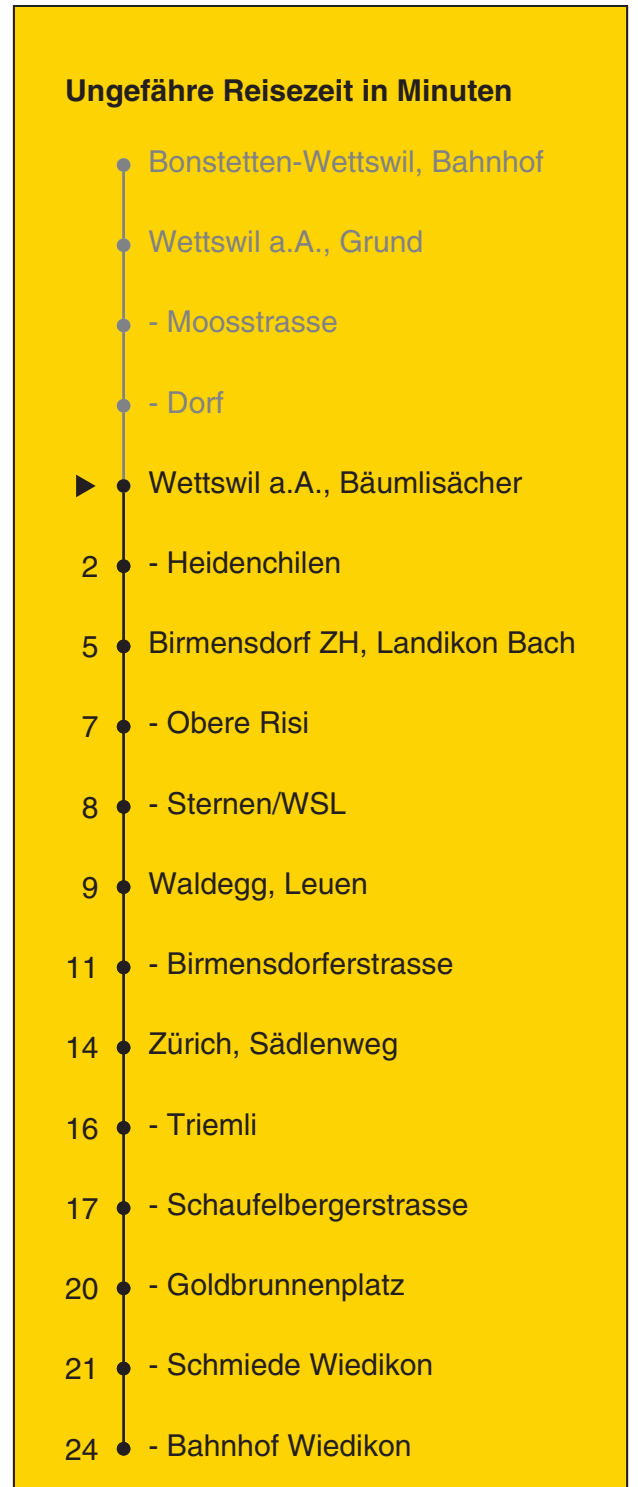 Ungefähre Reisezeit in Minuten
Bonstetten-Wettswil, Bahnhof
Wettswil a.A., Grund
- Moosstrasse
- Dorf
Wettswil a.A., Bäumlisächer
2 - Heidenchilen
5 Birmensdorf ZH, Landikon Bach
7 - Obere Risi
8 - Sternen/WSL
9 Waldegg, Leuen
11 - Birmensdorferstrasse
14 Zürich, Sädlenweg
16 - Triemli
17 - Schaufelbergerstrasse
20 - Goldbrunnenplatz
21 - Schmiede Wiedikon
24 - Bahnhof Wiedikon